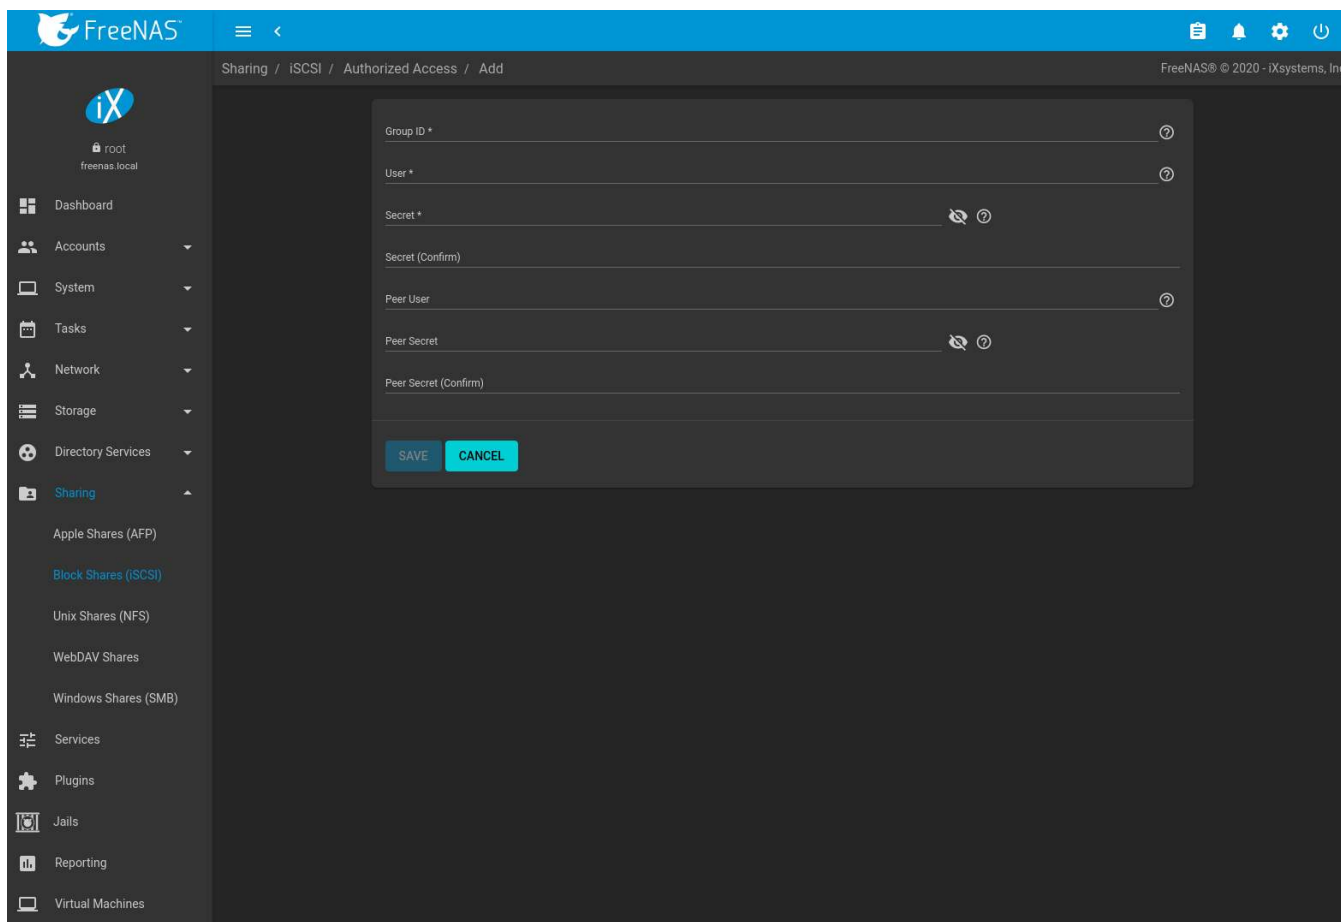 FreeNAS™
Sharing / iSCSI / Authorized Access / Add
FreeNAS® © 2020 - iXsystems, Inc
iX
root
freenas.local
Dashboard
Accounts
System
Tasks
Network
Storage
Directory Services
Sharing
Apple Shares (AFP)
Block Shares (iSCSI)
Unix Shares (NFS)
WebDAV Shares
Windows Shares (SMB)
Services
Plugins
Jails
Reporting
Virtual Machines
Group ID *
User *
Secret *
Secret (Confirm)
Peer User
Peer Secret
Peer Secret (Confirm)
SAVE CANCEL